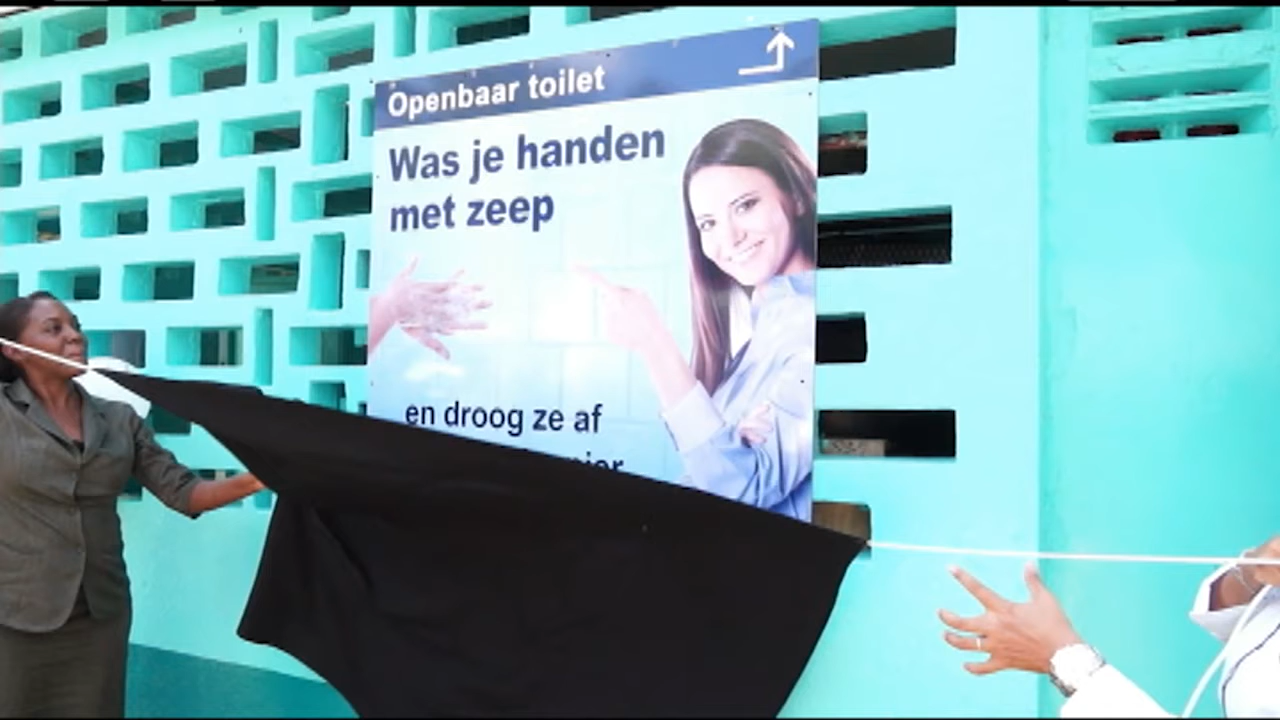 Openbaar toilet
Was je handen
met zeep
en droog ze af